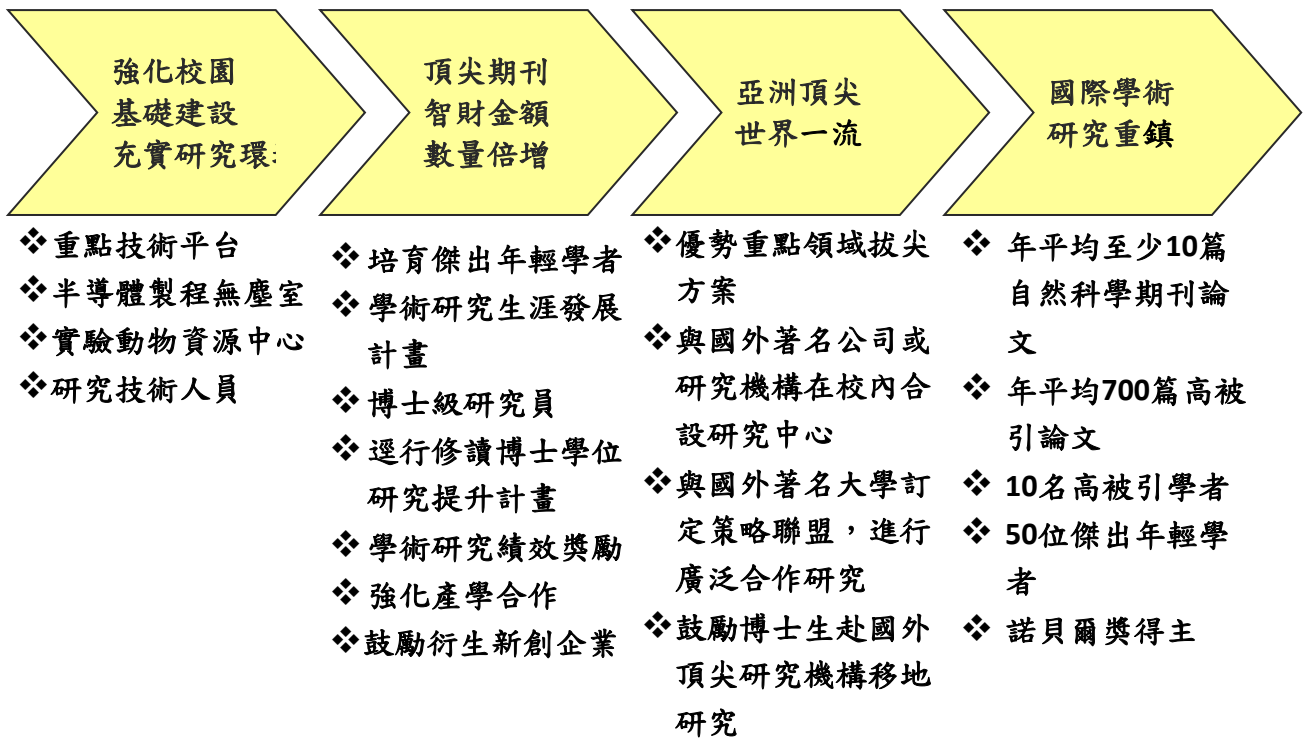 強化校園
基礎建設
充實研究環
頂尖期刊
智財金額
數量倍增
亞洲頂尖
世界一流
國際學術
研究重鎮
❖重點技術平台
❖半導體製程無塵室
❖實驗動物資源中心
❖研究技術人員
❖培育傑出年輕學者
❖學術研究生涯發展
計畫
❖博士級研究員
❖逕行修讀博士學位
研究提升計畫
❖學術研究績效獎勵
❖強化產學合作
❖鼓勵衍生新創企業
❖優勢重點領域拔尖
方案
❖與國外著名公司或
研究機構在校內合
設研究中心
❖與國外著名大學訂
定策略聯盟，進行
廣泛合作研究
❖鼓勵博士生赴國外
頂尖研究機構移地
研究
❖ 年平均至少10篇
自然科學期刊論
文
❖ 年平均700篇高被
引論文
❖ 10名高被引學者
❖ 50位傑出年輕學
者
❖ 諾貝爾獎得主